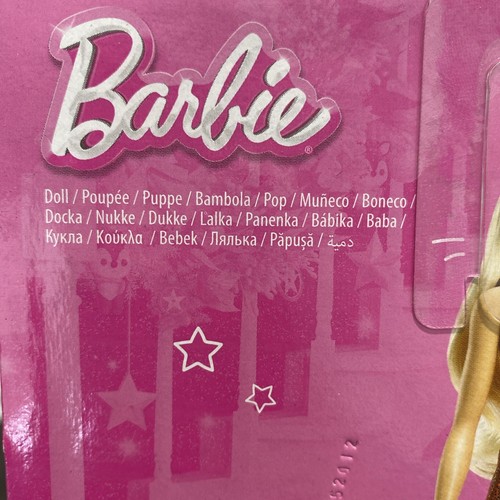 Barbie®
Doll / Poupée / Puppe / Bambola / Pop / Muñeco / Boneco /
Docka / Nukke / Dukke / Lalka / Panenka / Bábika / Baba /
Кукла / Κούκλα / Bebek / Лялька / Păpuşă / دمية